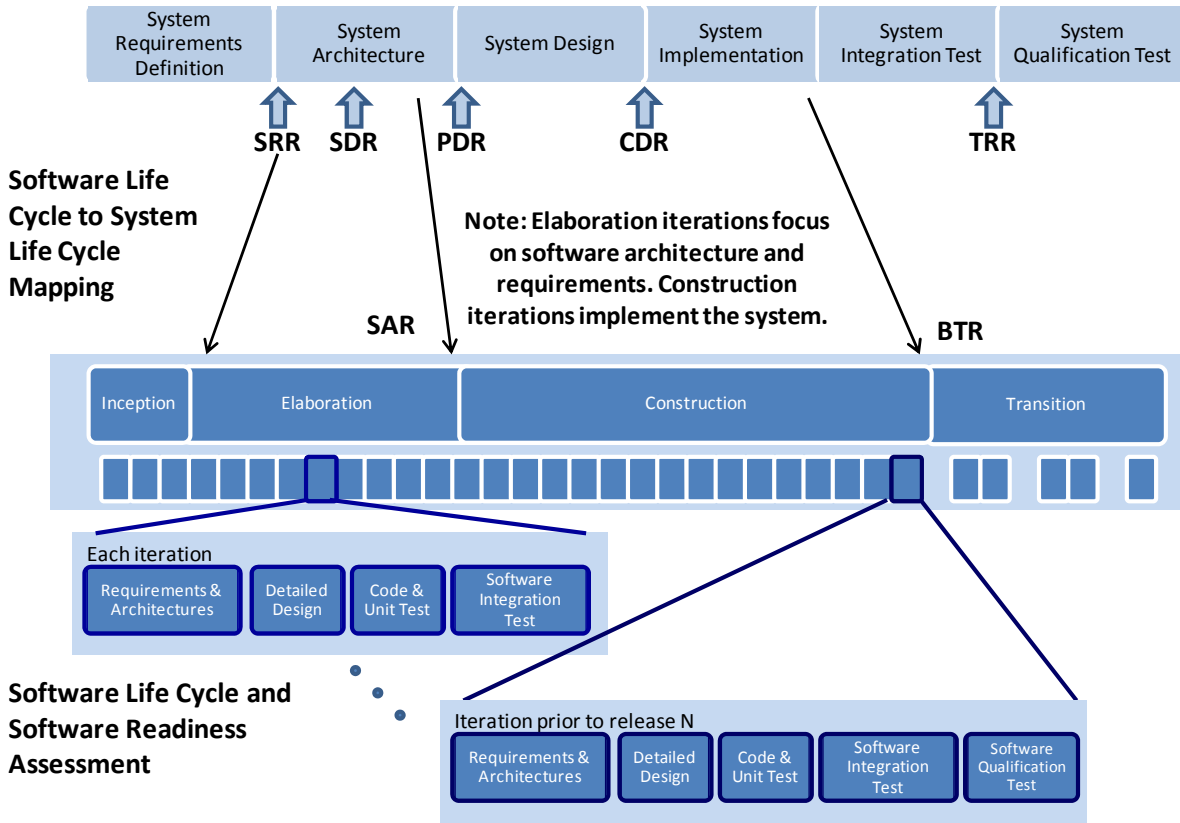 System
Requirements
Definition
System
Architecture
System Design
System
Implementation
System
Integration Test
System
Qualification Test
SRR
SDR
PDR
CDR
TRR
Software Life
Cycle to System
Life Cycle
Mapping
Note: Elaboration iterations focus
on software architecture and
requirements. Construction
iterations implement the system.
SAR
BTR
Inception
Elaboration
Construction
Transition
Each iteration
Requirements &
Architectures
Detailed
Design
Code &
Unit Test
Software
Integration
Test
Software Life Cycle and
Software Readiness
Assessment
Iteration prior to release N
Requirements &
Architectures
Detailed
Design
Code &
Unit Test
Software
Integration
Test
Software
Qualification
Test